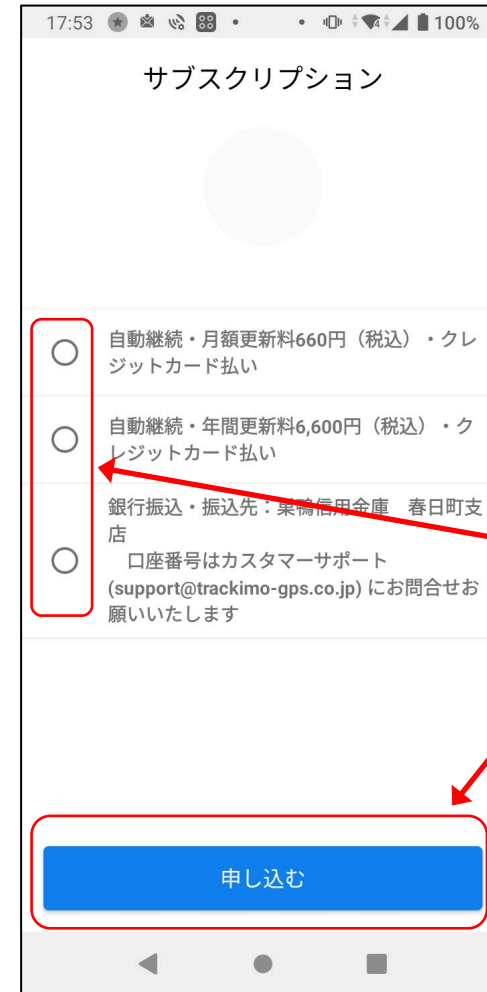 17:53
100%
サブスクリプション
自動継続・月額更新料660円（税込）・クレ
ジットカード払い
自動継続・年間更新料6,600円（税込）・ク
レジットカード払い
銀行振込・振込先：巣鴨信用金庫　春日町支
店
　口座番号はカスタマーサポート
(support@trackimo-gps.co.jp) にお問合せお
願いいたします
申し込む